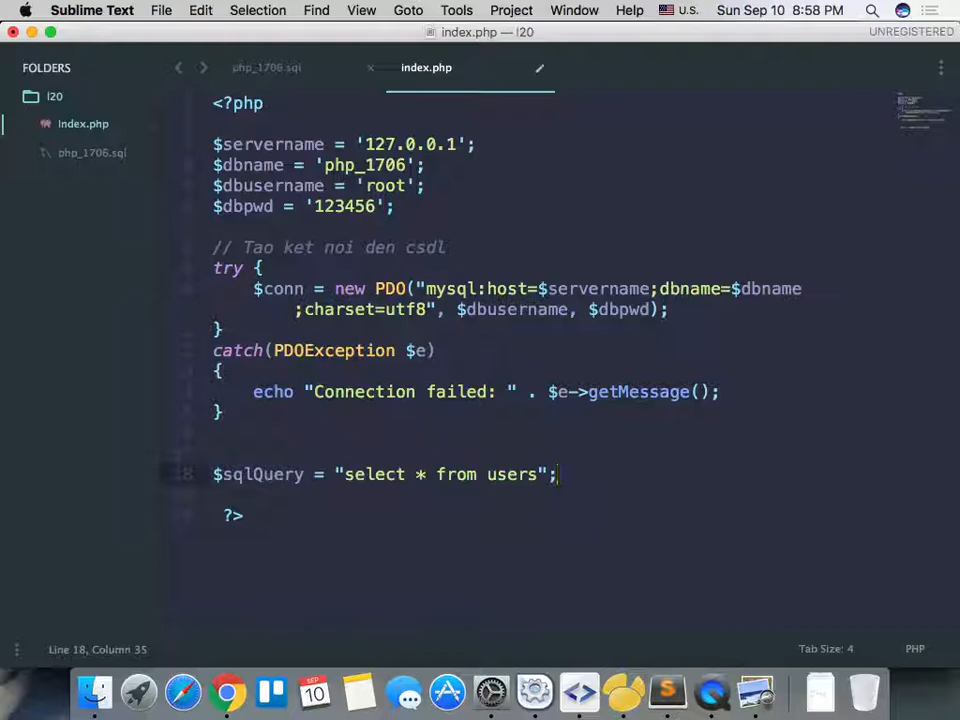 Sublime Text File Edit Selection Find View Goto Tools Project Window Help U.S. Sun Sep 10 8:58 PM
index.php — l20 UNREGISTERED
FOLDERS
l20
Index.php
php_1706.sql
php_1706.sql × index.php
<?php
$servername = '127.0.0.1';
$dbname = 'php_1706';
$dbusername = 'root';
$dbpwd = '123456';
// Tao ket noi den csdl
try {
$conn = new PDO("mysql:host=$servername;dbname=$dbname
;charset=utf8", $dbusername, $dbpwd);
}
catch(PDOException $e)
{
echo "Connection failed: " . $e->getMessage();
}
18 $sqlQuery = "select * from users";
?>
Line 18, Column 35 Tab Size: 4 PHP
SEP
10